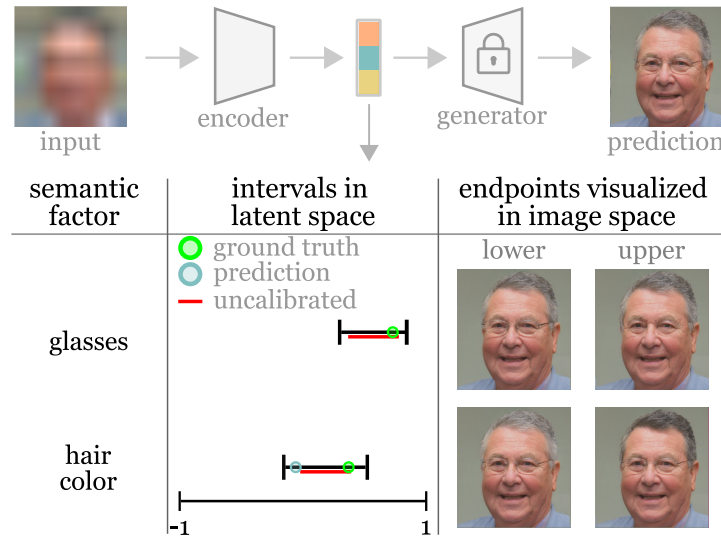 input
encoder
generator
prediction
semantic
factor
intervals in
latent space
endpoints visualized
in image space
ground truth
prediction
uncalibrated
lower
upper
glasses
hair
color
-1
1